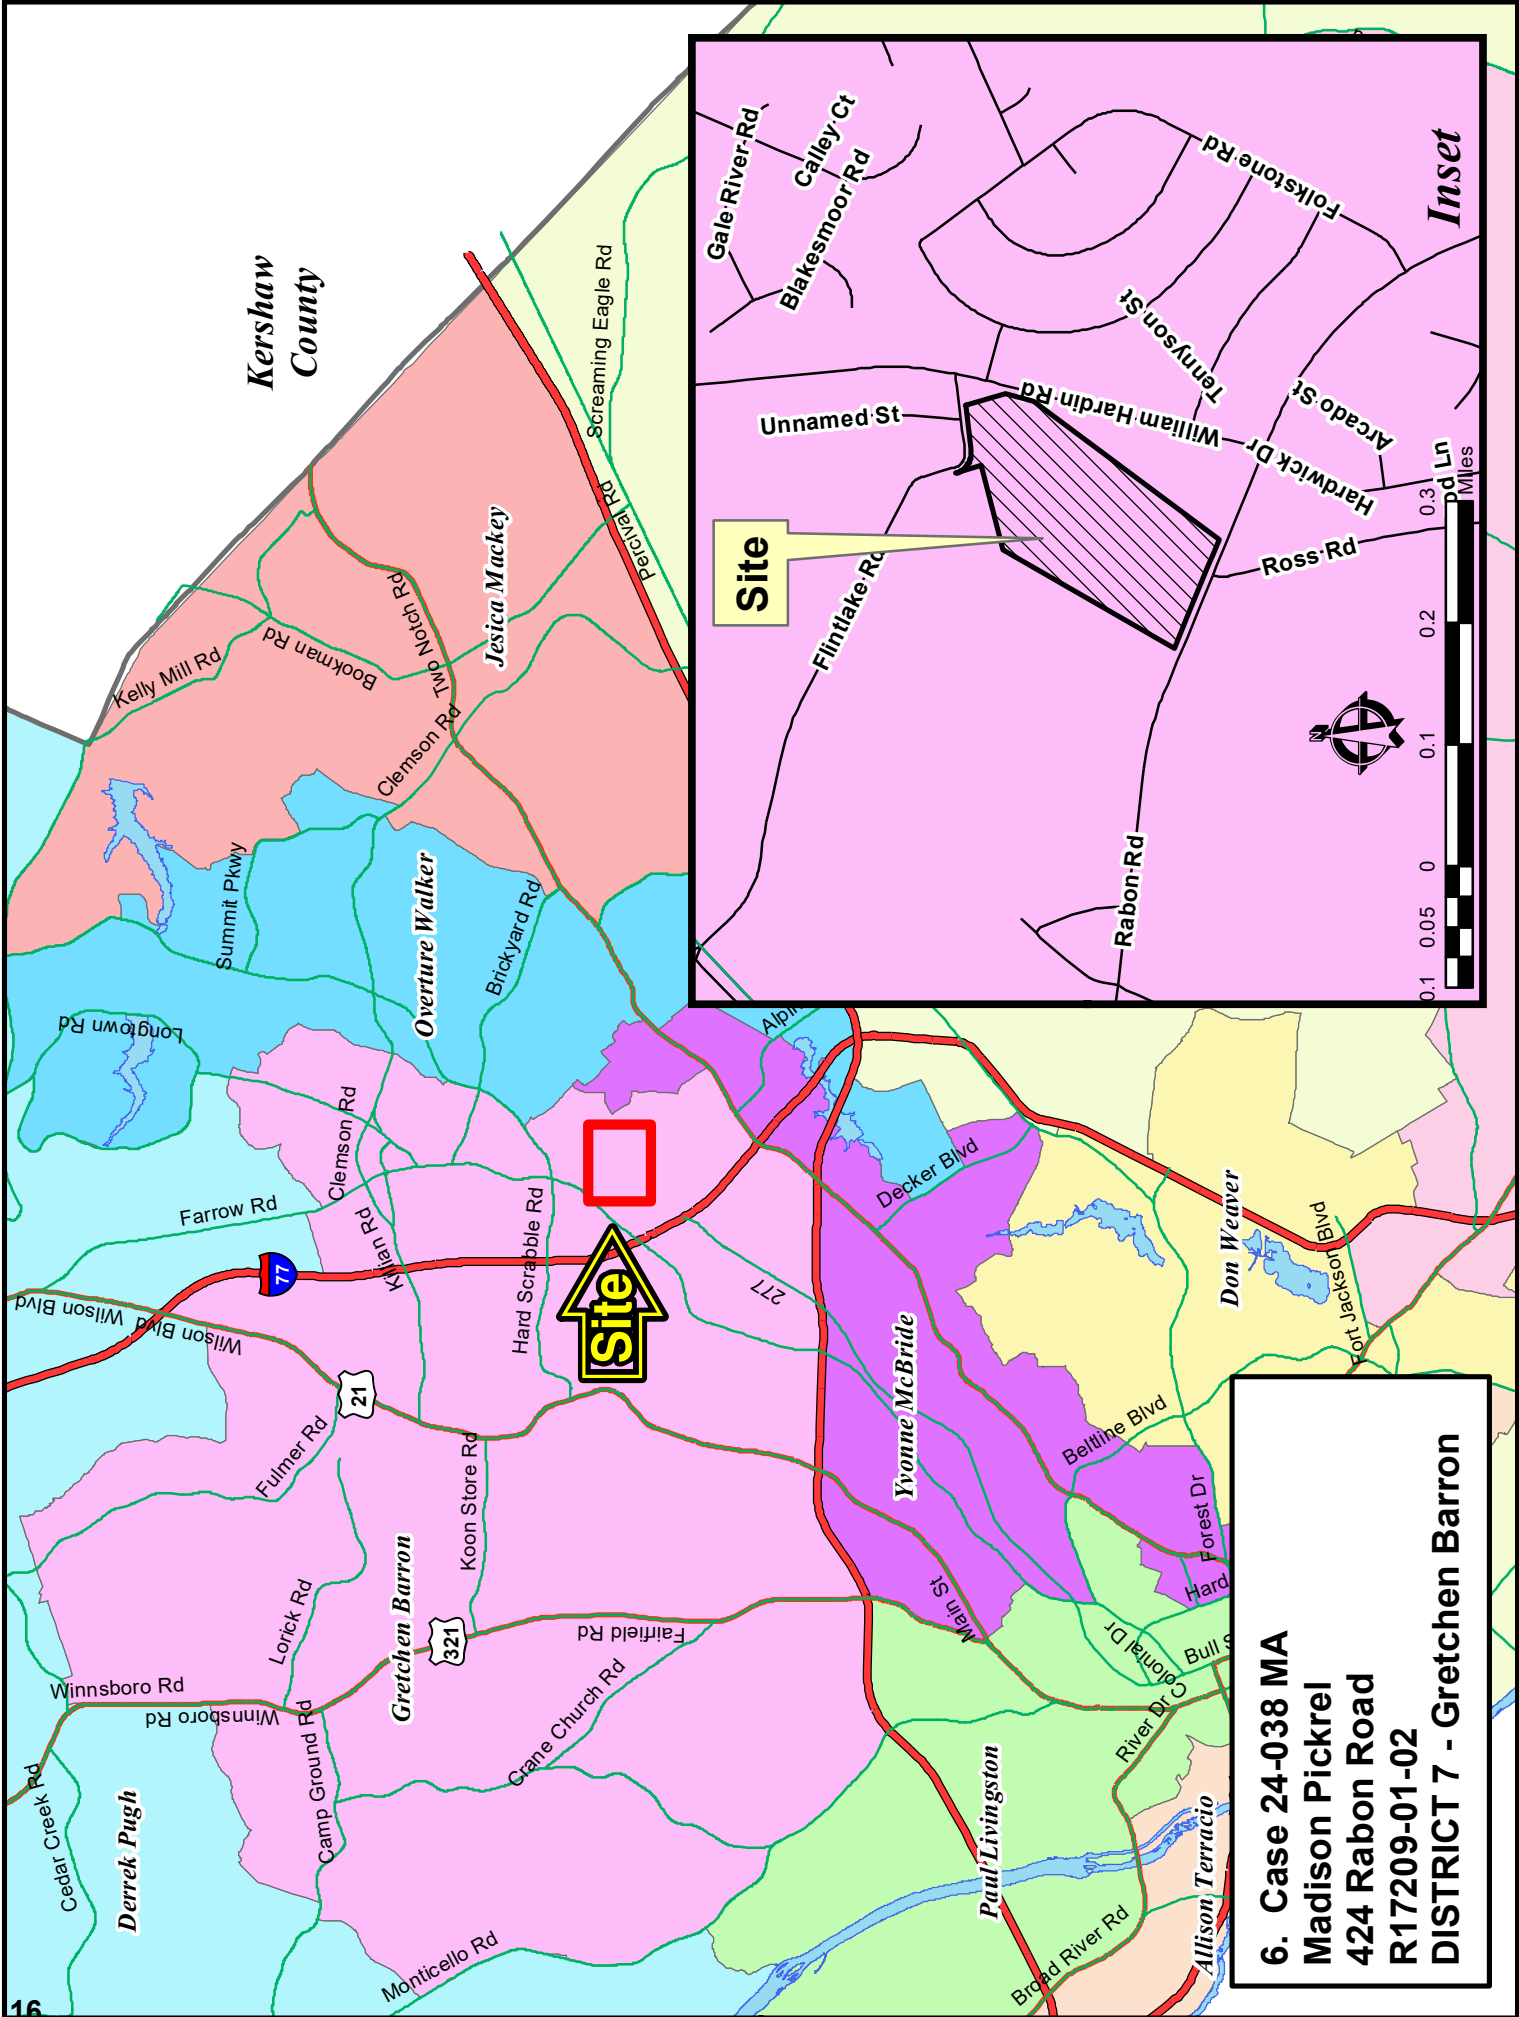 16
Kershaw
County
Derrek Pugh
Cedar Creek Rd
Winnsboro Rd
Winnsboro Rd
Camp Ground Rd
Monticello Rd
Lorick Rd
Fulmer Rd
Gretchen Barron
321
21
77
Koon Store Rd
Crane Church Rd
Fairfield Rd
Wilson Blvd
Wilson Blvd
Killian Rd
Farrow Rd
Clemson Rd
Hard Scrabble Rd
Site
277
Longtown Rd
Summit Pkwy
Overture Walker
Brickyard Rd
Clemson Rd
Kelly Mill Rd
Bookman Rd
Two Notch Rd
Jesica Mackey
Percival Rd
Screaming Eagle Rd
Yvonne McBride
Decker Blvd
Main St
Colonial Dr
Bull S
River Dr
Beltline Blvd
Forest Dr
Hard
Don Weaver
Fort Jackson Blvd
Paul Livingston
Broad River Rd
Allison Terracio
Site
Flintlake Rd
Unnamed St
Gale River Rd
Calley Ct
Blakesmoor Rd
Folkstone Rd
Tennyson St
William Hardin Rd
Arcado St
Hardwick Dr
Ross Rd
Rabon Rd
Inset
N
0.1 0.05 0 0.1 0.2 0.3
Miles
6. Case 24-038 MA
Madison Pickrel
424 Rabon Road
R17209-01-02
DISTRICT 7 - Gretchen Barron